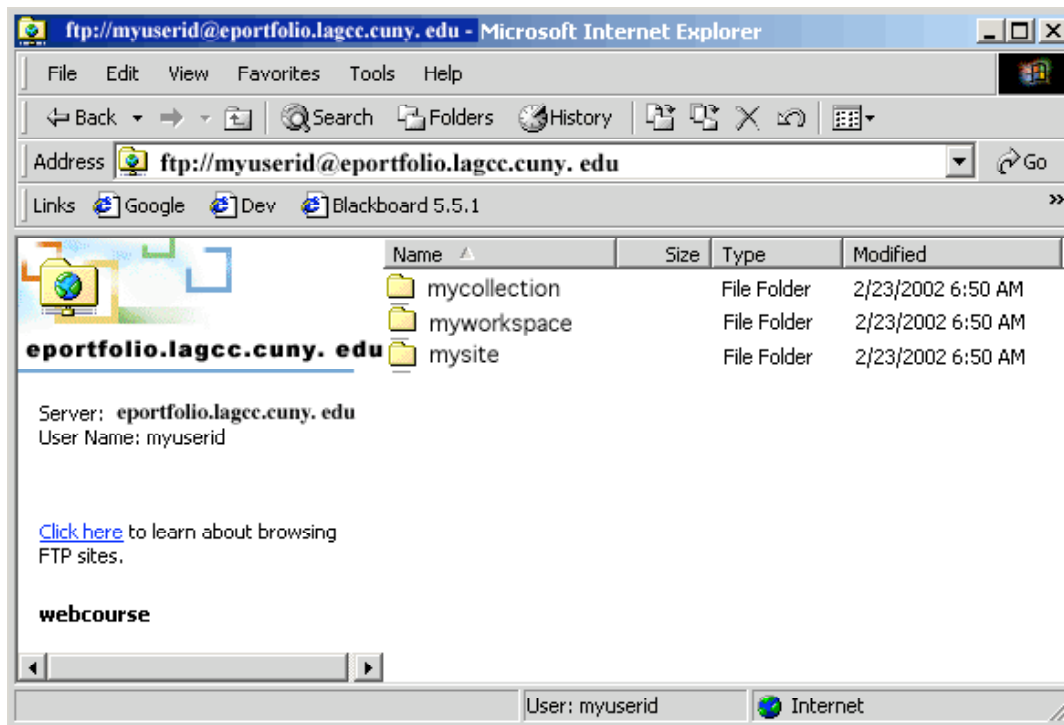 ftp://myuserid@eportfolio.lagcc.cuny. edu - Microsoft Internet Explorer
File Edit View Favorites Tools Help
Back Search Folders History
Address ftp://myuserid@eportfolio.lagcc.cuny. edu Go
Links Google Dev Blackboard 5.5.1 »
Name Size Type Modified
mycollection File Folder 2/23/2002 6:50 AM
myworkspace File Folder 2/23/2002 6:50 AM
mysite File Folder 2/23/2002 6:50 AM
eportfolio.lagcc.cuny. edu
Server: eportfolio.lagcc.cuny. edu
User Name: myuserid
Click here to learn about browsing
FTP sites.
webcourse
User: myuserid Internet